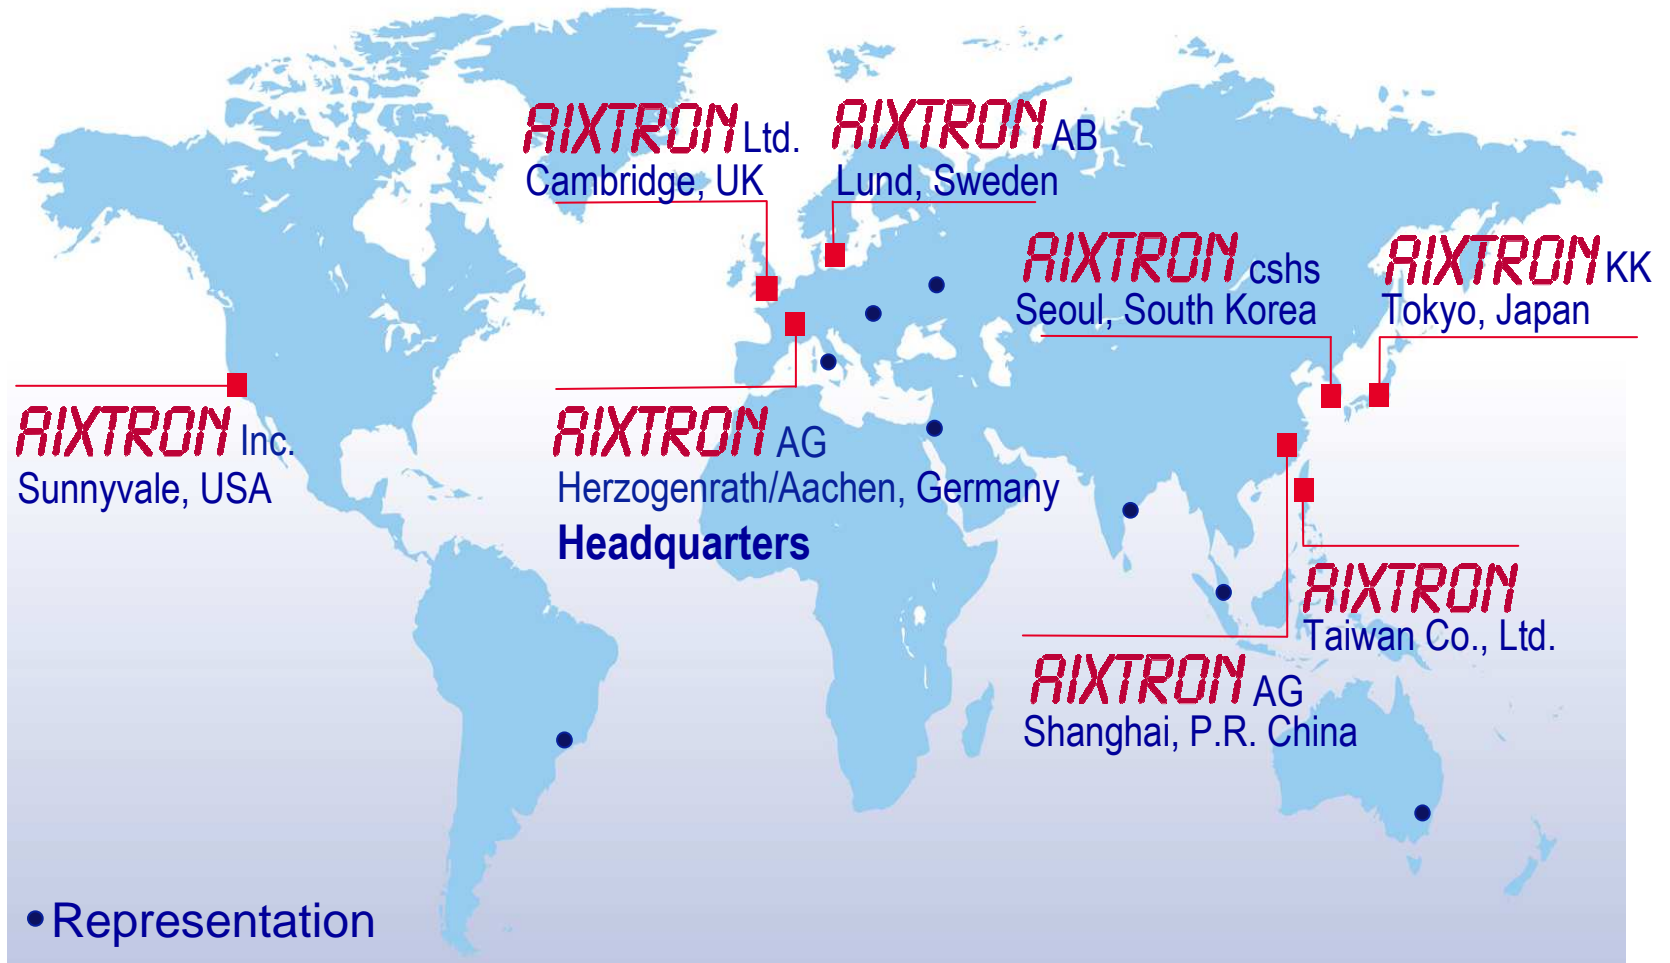 AIXTRON Ltd.
Cambridge, UK
AIXTRON AB
Lund, Sweden
AIXTRON cshs
Seoul, South Korea
AIXTRON KK
Tokyo, Japan
AIXTRON Inc.
Sunnyvale, USA
AIXTRON AG
Herzogenrath/Aachen, Germany
Headquarters
AIXTRON
Taiwan Co., Ltd.
AIXTRON AG
Shanghai, P.R. China
• Representation